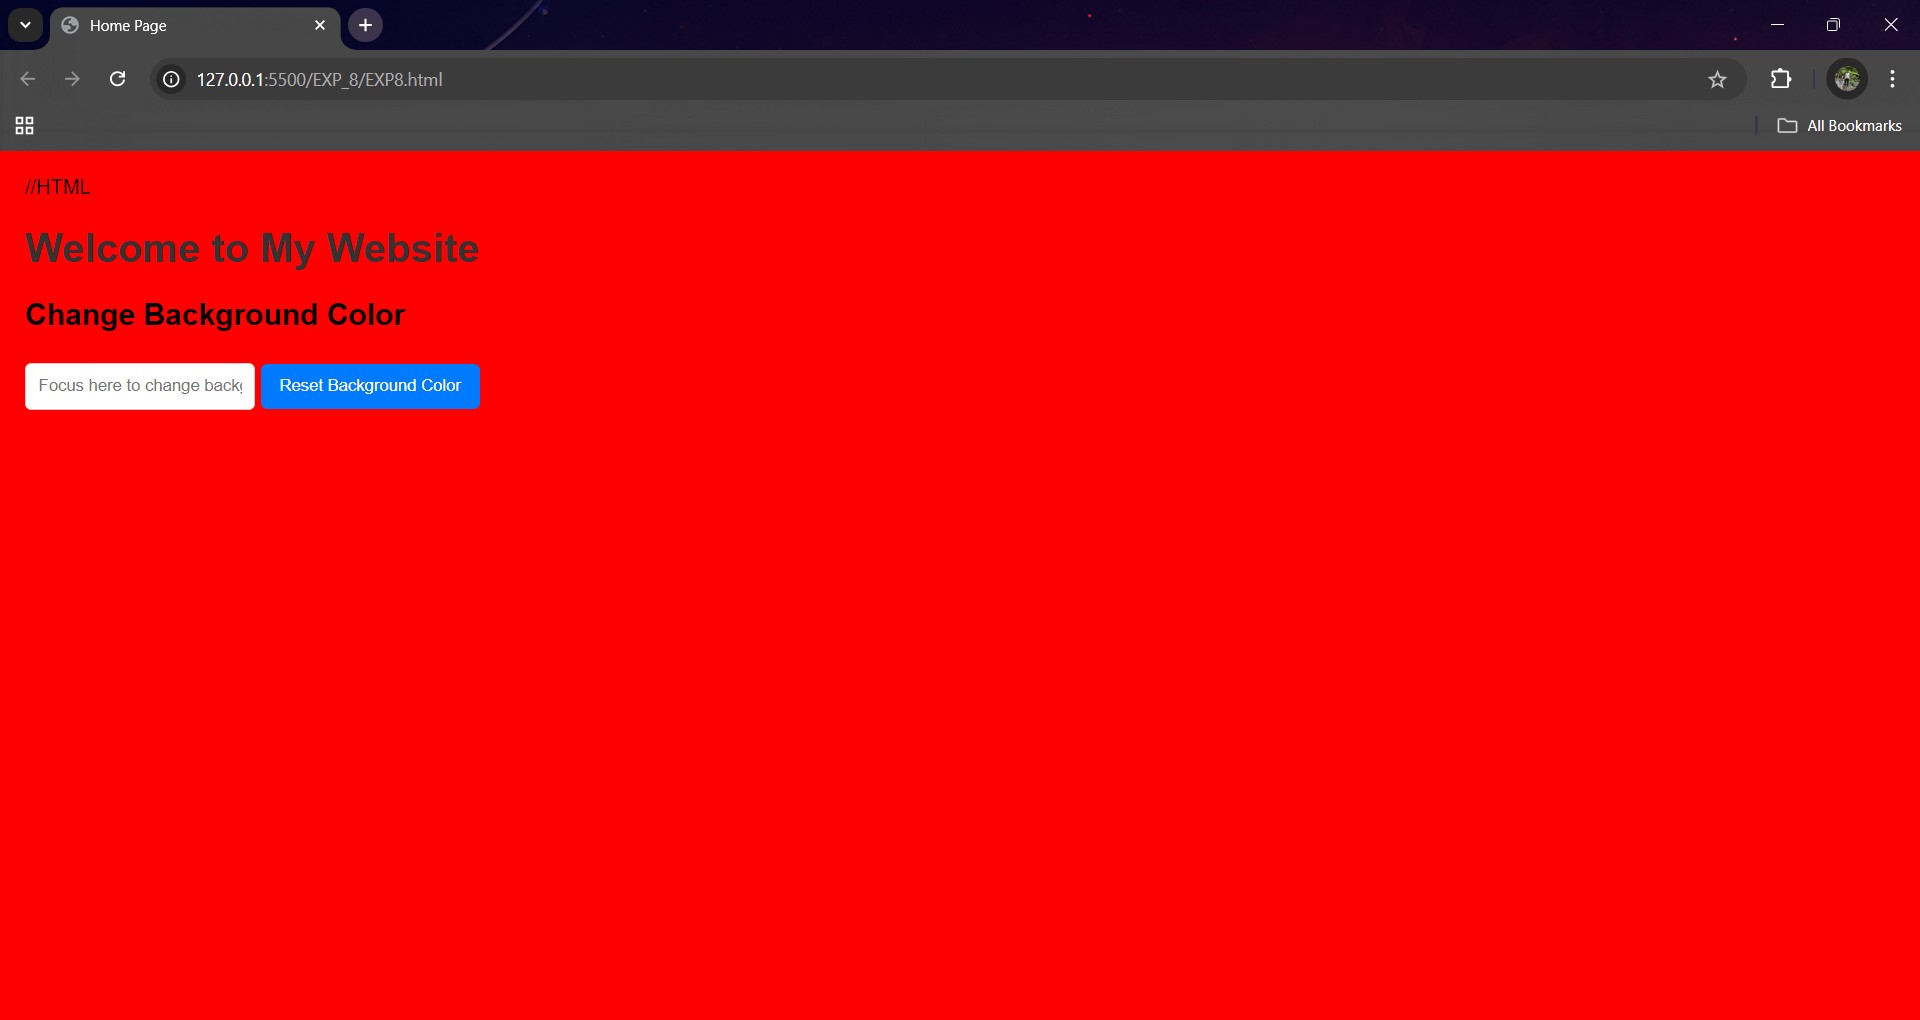 Home Page
127.0.0.1:5500/EXP_8/EXP8.html
All Bookmarks
//HTML
Welcome to My Website
Change Background Color
Focus here to change backg
Reset Background Color